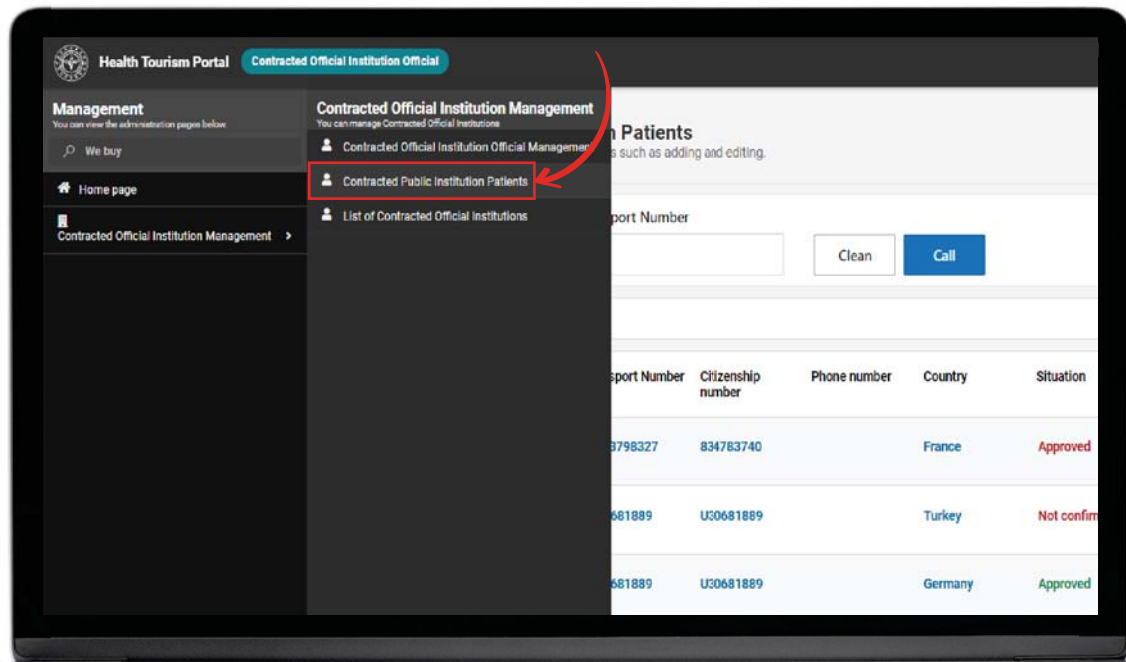 Health Tourism Portal
Contracted Official Institution Official
Management
You can view the administration pages below.
We buy
Home page
Contracted Official Institution Management
Contracted Official Institution Management
You can manage Contracted Official Institutions
Contracted Official Institution Official Management
Contracted Public Institution Patients
List of Contracted Official Institutions
Patients
such as adding and editing.
port Number
Clean
Call
sport Number
Citizenship
number
Phone number
Country
Situation
3798327
834783740
France
Approved
681889
U30681889
Turkey
Not confirm
681889
U30681889
Germany
Approved